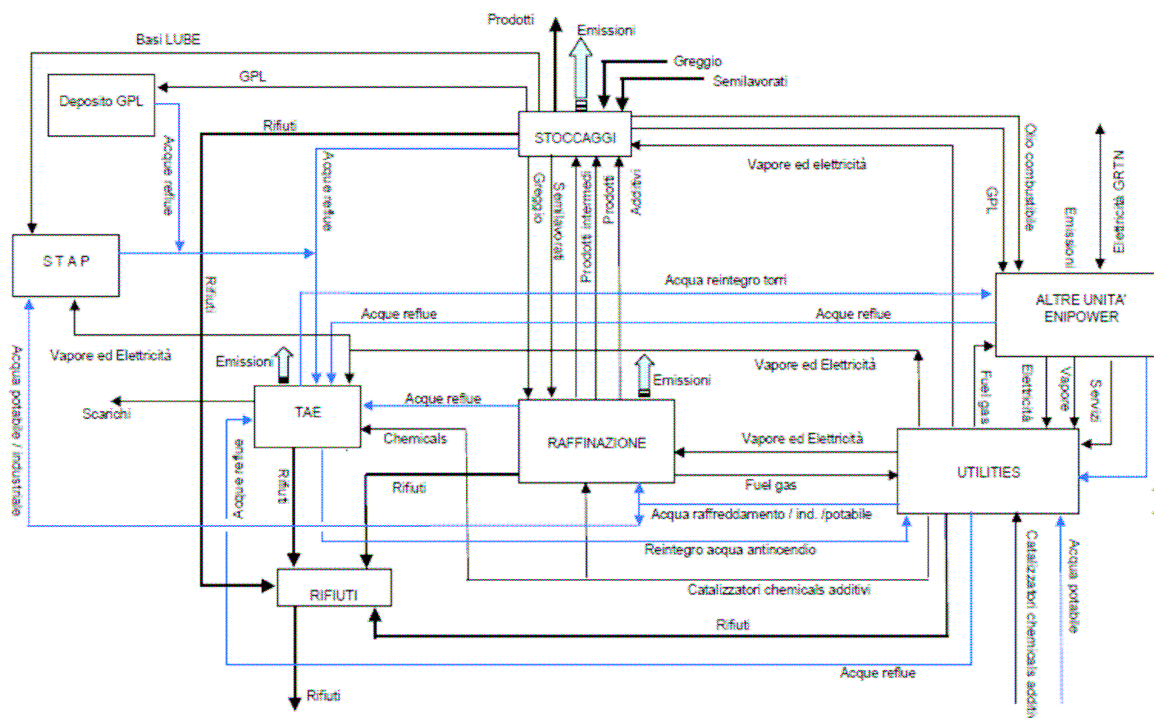 Prodotti
Emissioni
Basi LUBE
Greggio
GPL
Semilavorati
Deposito GPL
Rifiuti
STOCCAGGI
Vapore ed elettricità
Olio combustibile
GPL
Emissioni
Elettricità GRTN
Acque reflue
Acque reflue
Greggio
Semilavorati
Prodotti intermedi
Prodotti
Additivi
S T A P
Rifiuti
Acqua reintegro torri
ALTRE UNITA'
ENIPOWER
Acque reflue
Acque reflue
Vapore ed Elettricità
Emissioni
Vapore ed Elettricità
Emissioni
Fuel gas
Elettricità
Vapore
Servizi
Acqua potabile / industriale
Scarichi
TAE
Acque reflue
Chemicals
RAFFINAZIONE
Vapore ed Elettricità
UTILITIES
Acque reflue
Rifiuti
Rifiuti
Fuel gas
Acqua raffreddamento / ind. /potabile
Reintegro acqua antincendio
RIFIUTI
Catalizzatori chemicals additivi
Rifiuti
Catalizzatori chemicals additi
Acqua potabile
Acque reflue
Rifiuti